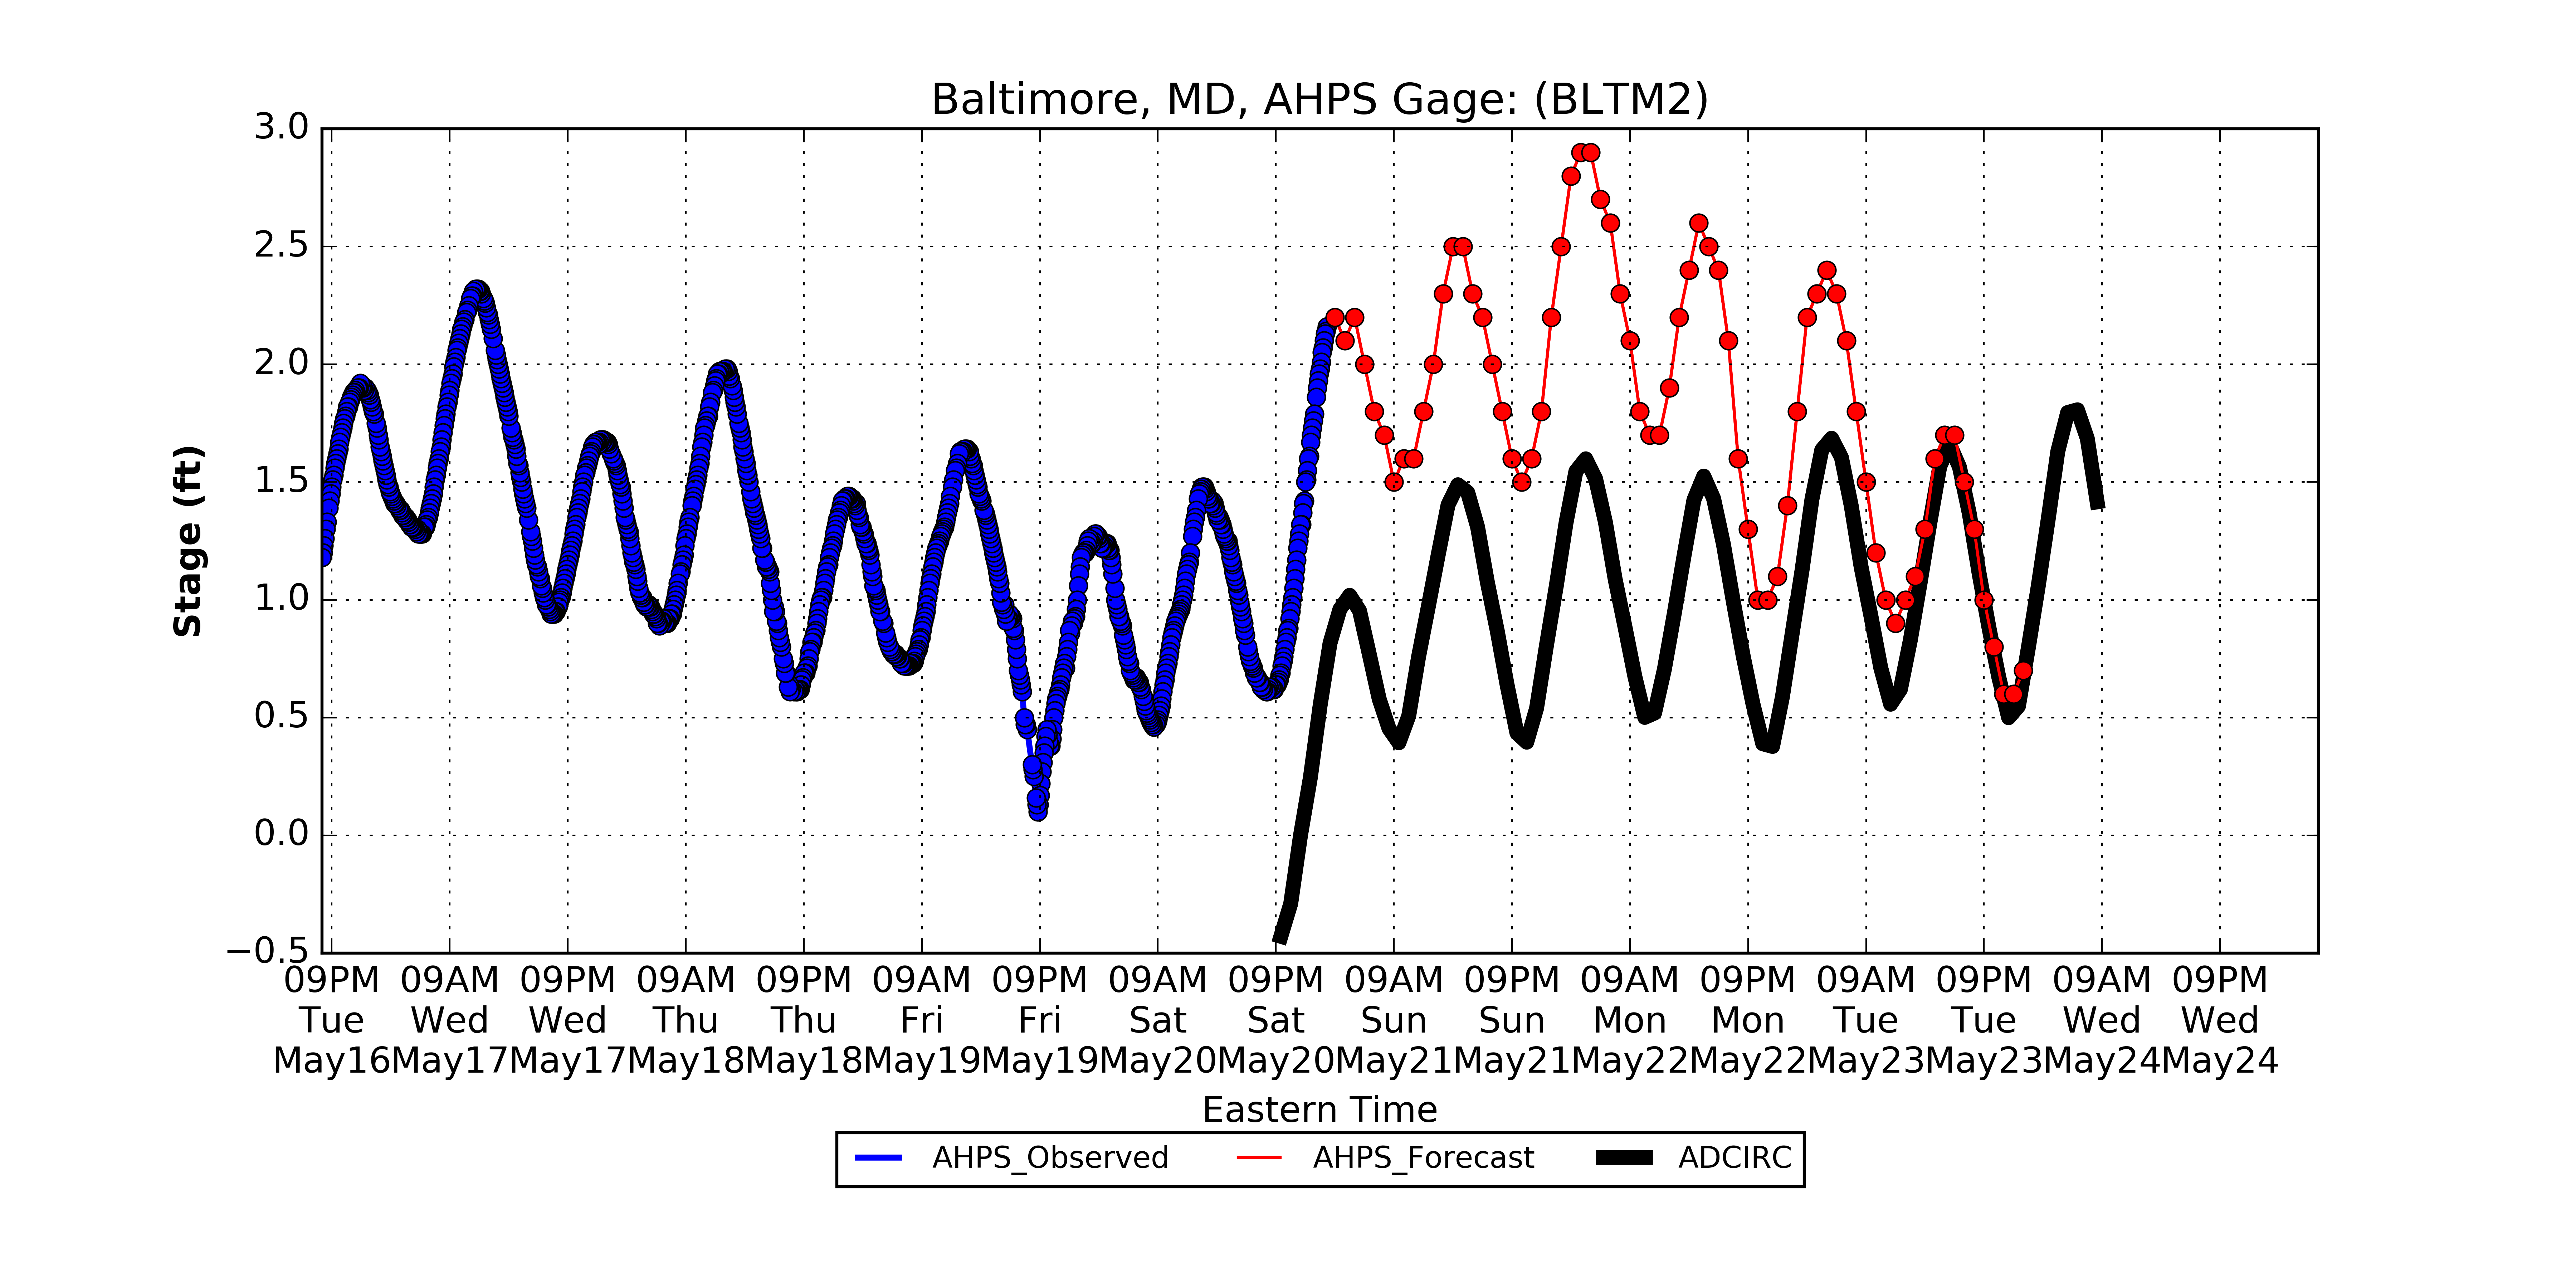 Baltimore, MD, AHPS Gage: (BLTM2)
3.0
2.5
2.0
1.5
1.0
0.5
0.0
−0.5
Stage (ft)
09PM 09AM 09PM 09AM 09PM 09AM 09PM 09AM 09PM 09AM 09PM 09AM 09PM 09AM 09PM 09AM 09PM
Tue Wed Wed Thu Thu Fri Fri Sat Sat Sun Sun Mon Mon Tue Tue Wed Wed
May16 May17 May17 May18 May18 May19 May19 May20 May20 May21 May21 May22 May22 May23 May23 May24 May24
Eastern Time
AHPS_Observed AHPS_Forecast ADCIRC